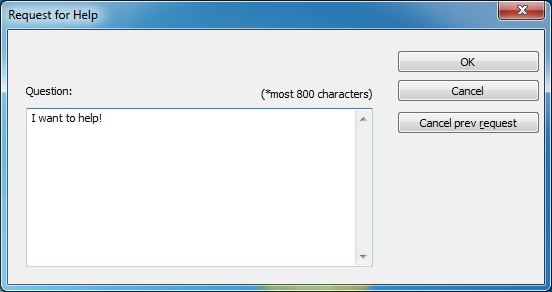 Request for Help
OK
Question:
(*most 800 characters)
Cancel
I want to help!
Cancel prev request